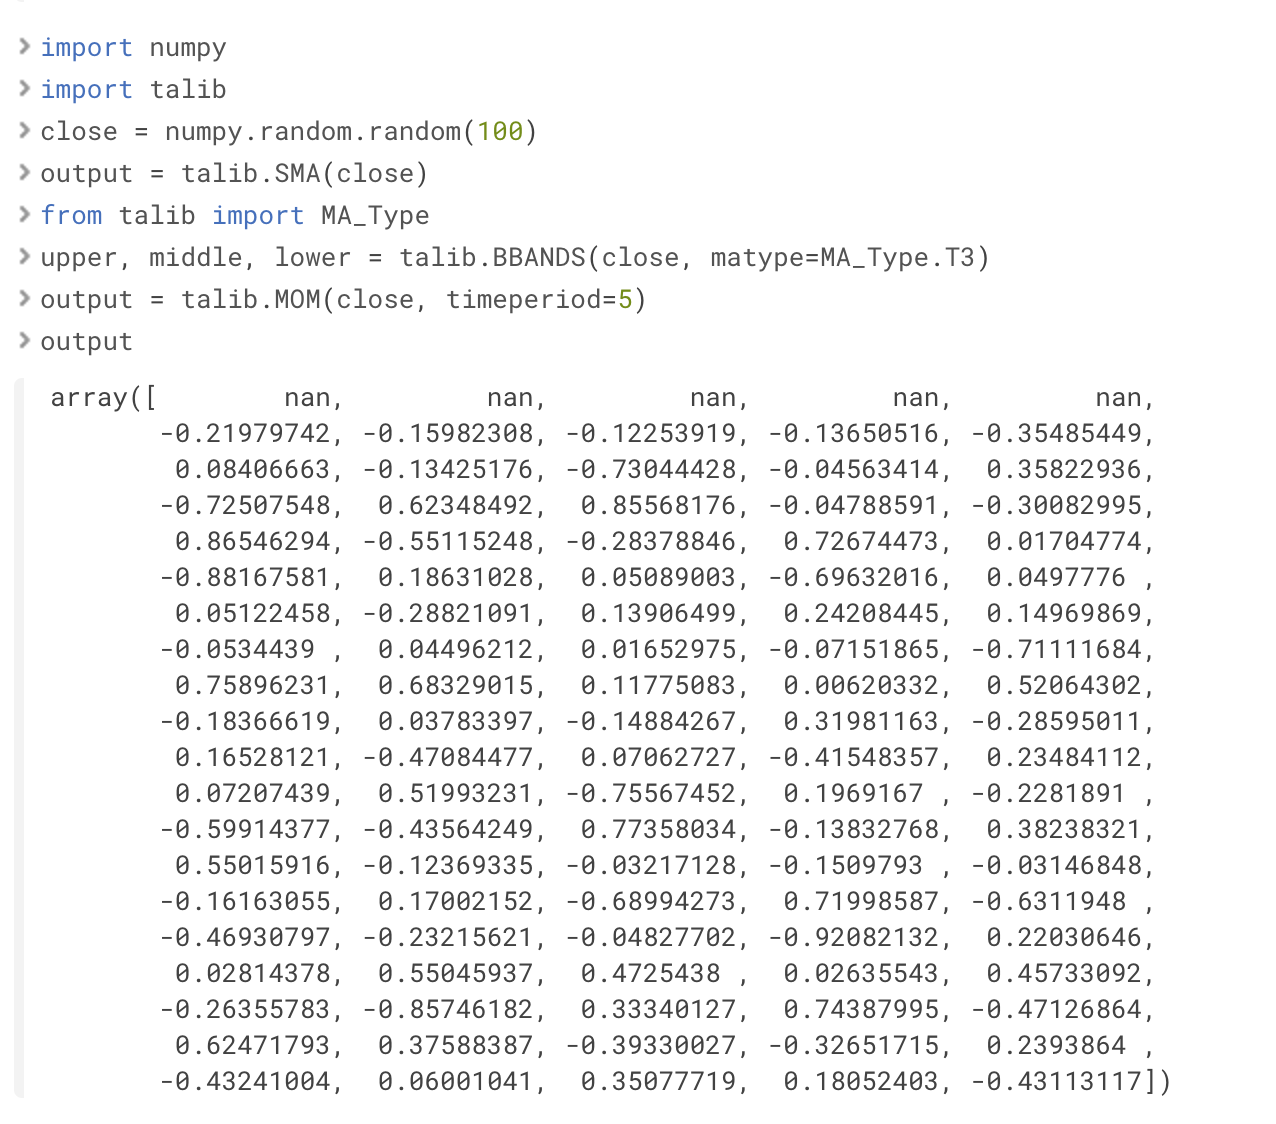 > import numpy
> import talib
> close = numpy.random.random(100)
> output = talib.SMA(close)
> from talib import MA_Type
> upper, middle, lower = talib.BBANDS(close, matype=MA_Type.T3)
> output = talib.MOM(close, timeperiod=5)
> output
array([        nan,         nan,         nan,         nan,         nan,
       -0.21979742, -0.15982308, -0.12253919, -0.13650516, -0.35485449,
        0.08406663, -0.13425176, -0.73044428, -0.04563414,  0.35822936,
       -0.72507548,  0.62348492,  0.85568176, -0.04788591, -0.30082995,
        0.86546294, -0.55115248, -0.28378846,  0.72674473,  0.01704774,
       -0.88167581,  0.18631028,  0.05089003, -0.69632016,  0.0497776 ,
        0.05122458, -0.28821091,  0.13906499,  0.24208445,  0.14969869,
       -0.0534439 ,  0.04496212,  0.01652975, -0.07151865, -0.71111684,
        0.75896231,  0.68329015,  0.11775083,  0.00620332,  0.52064302,
       -0.18366619,  0.03783397, -0.14884267,  0.31981163, -0.28595011,
        0.16528121, -0.47084477,  0.07062727, -0.41548357,  0.23484112,
        0.07207439,  0.51993231, -0.75567452,  0.1969167 , -0.2281891 ,
       -0.59914377, -0.43564249,  0.77358034, -0.13832768,  0.38238321,
        0.55015916, -0.12369335, -0.03217128, -0.1509793 , -0.03146848,
       -0.16163055,  0.17002152, -0.68994273,  0.71998587, -0.6311948 ,
       -0.46930797, -0.23215621, -0.04827702, -0.92082132,  0.22030646,
        0.02814378,  0.55045937,  0.4725438 ,  0.02635543,  0.45733092,
       -0.26355783, -0.85746182,  0.33340127,  0.74387995, -0.47126864,
        0.62471793,  0.37588387, -0.39330027, -0.32651715,  0.2393864 ,
       -0.43241004,  0.06001041,  0.35077719,  0.18052403, -0.43113117])